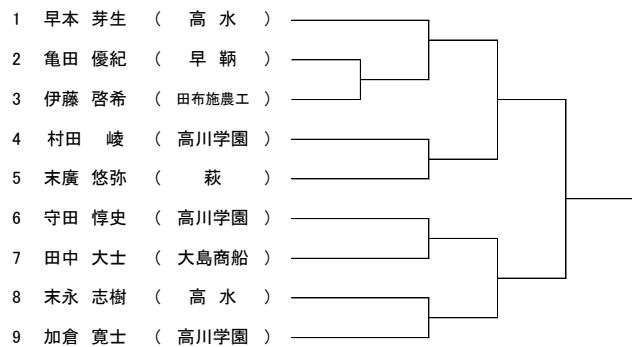 1 早本 芽生 ( 高 水 )
2 亀田 優紀 ( 早 鞆 )
3 伊藤 啓希 ( 田布施農工 )
4 村田 崚 ( 高川学園 )
5 末廣 悠弥 ( 萩 )
6 守田 惇史 ( 高川学園 )
7 田中 大士 ( 大島商船 )
8 末永 志樹 ( 高 水 )
9 加倉 寛士 ( 高川学園 )